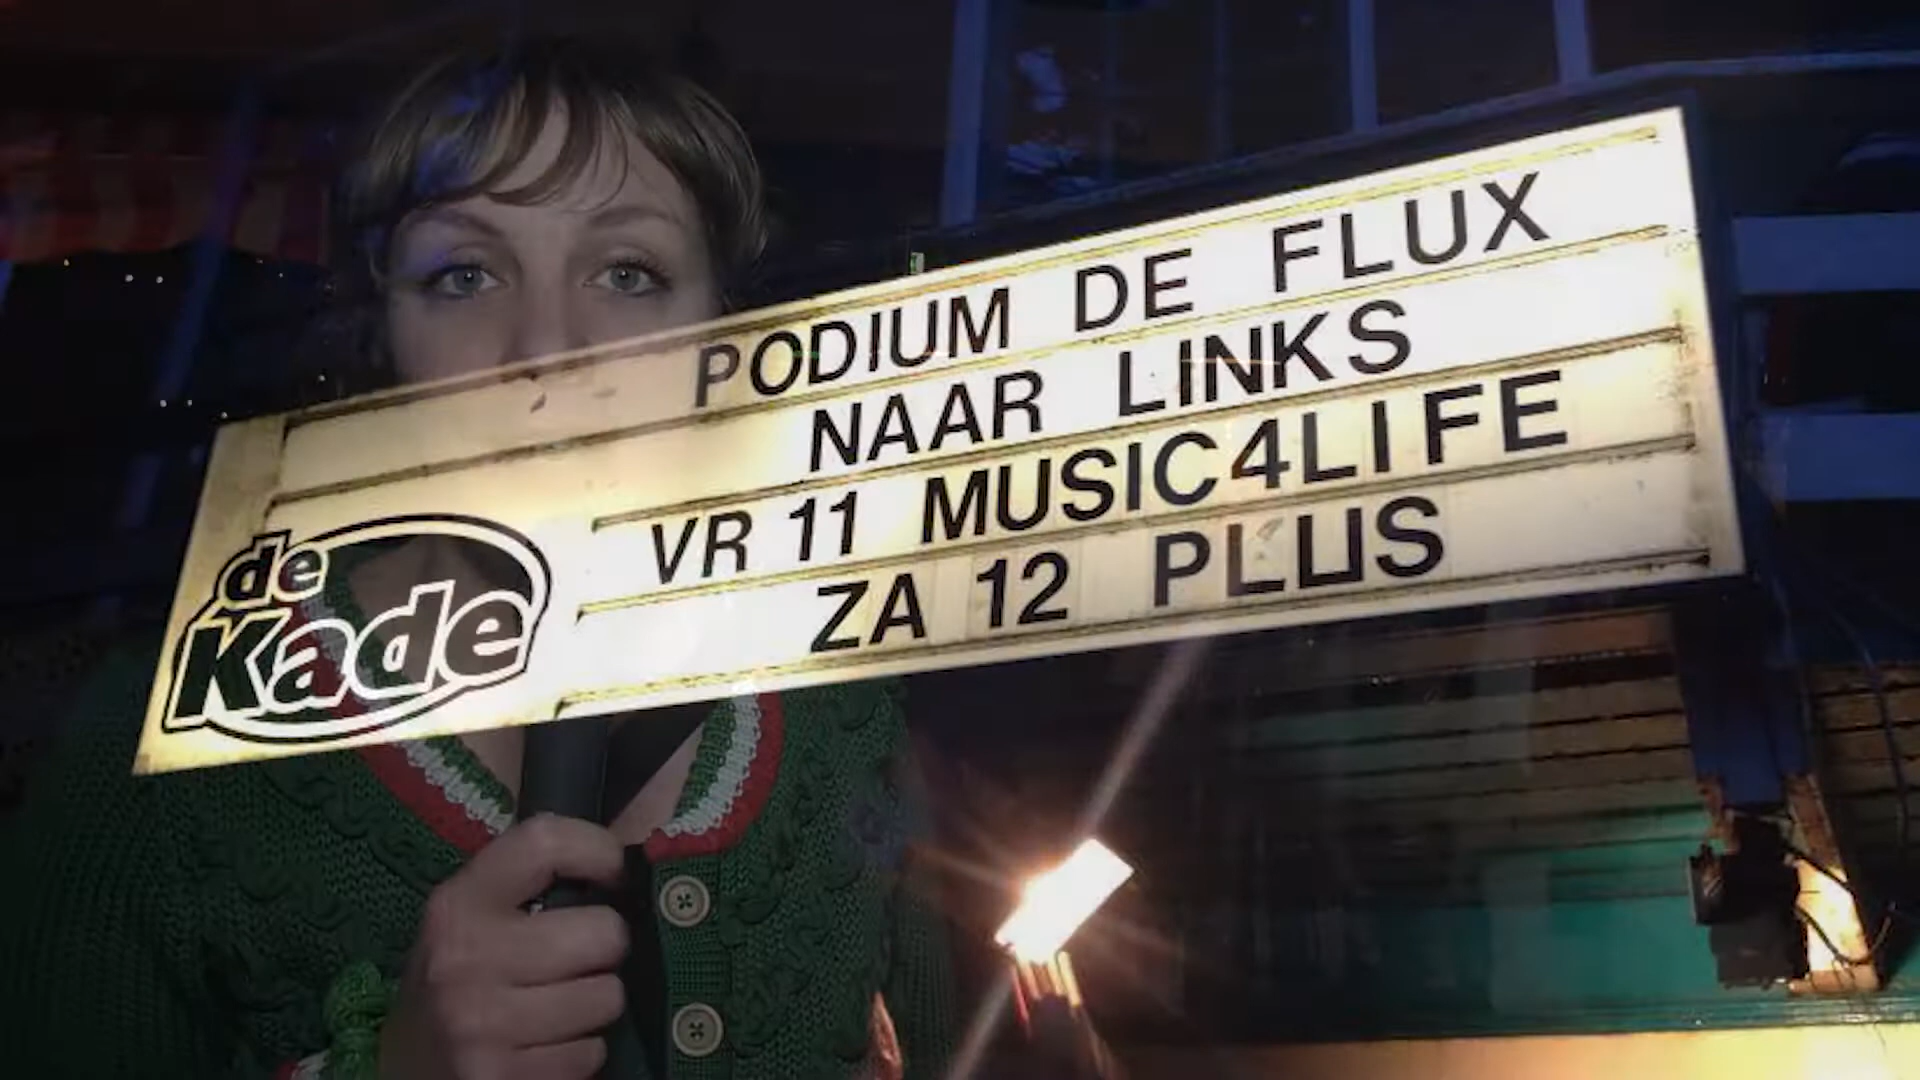 PODIUM DE FLUX
NAAR LINKS
VR 11 MUSIC4LIFE
ZA 12 PLUS
de
Kade